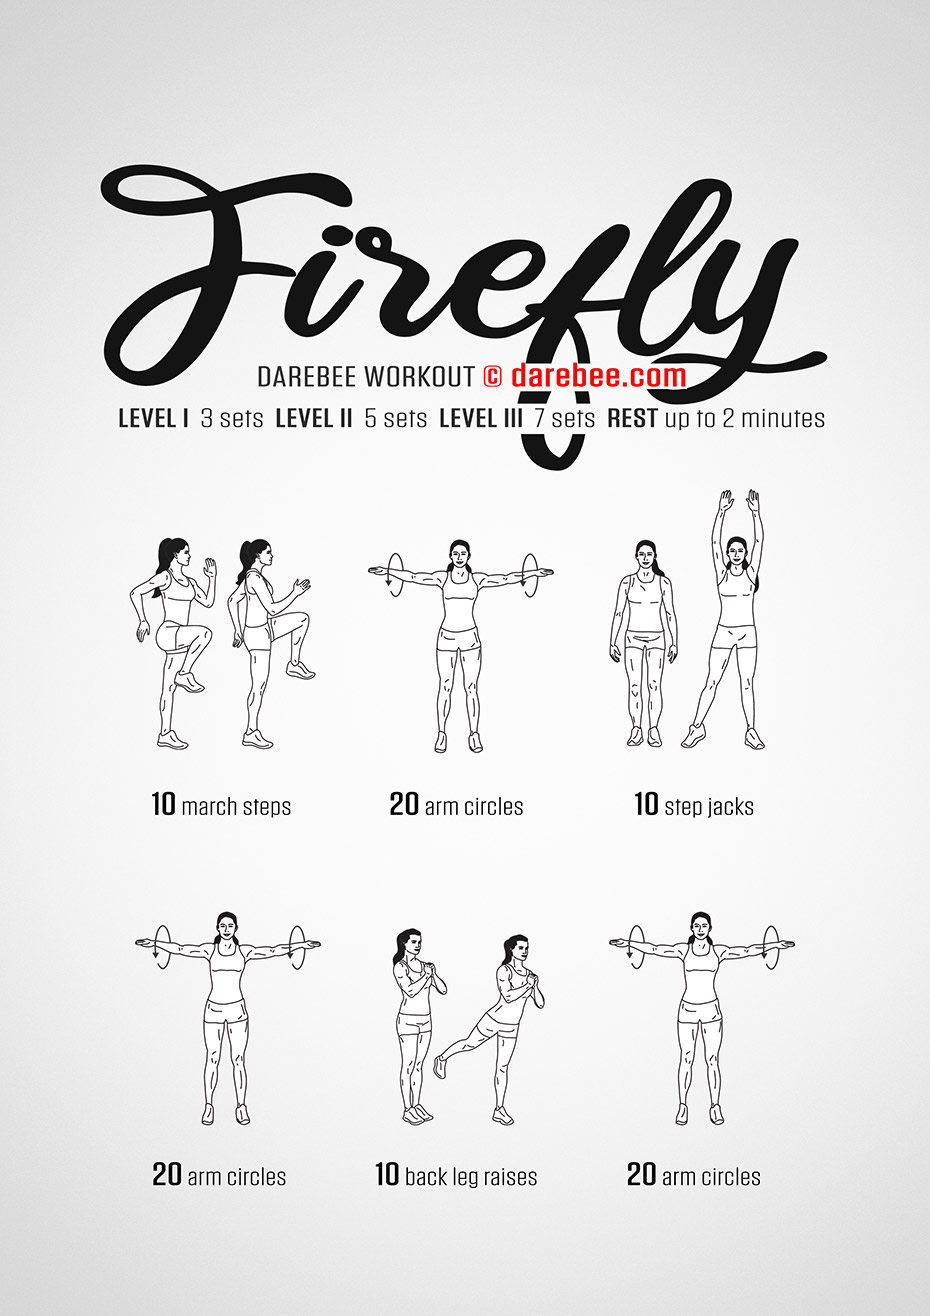 Firefly
DAREBEE WORKOUT © darebee.com
LEVEL I 3 sets LEVEL II 5 sets LEVEL III 7 sets REST up to 2 minutes
10 march steps
20 arm circles
10 step jacks
20 arm circles
10 back leg raises
20 arm circles